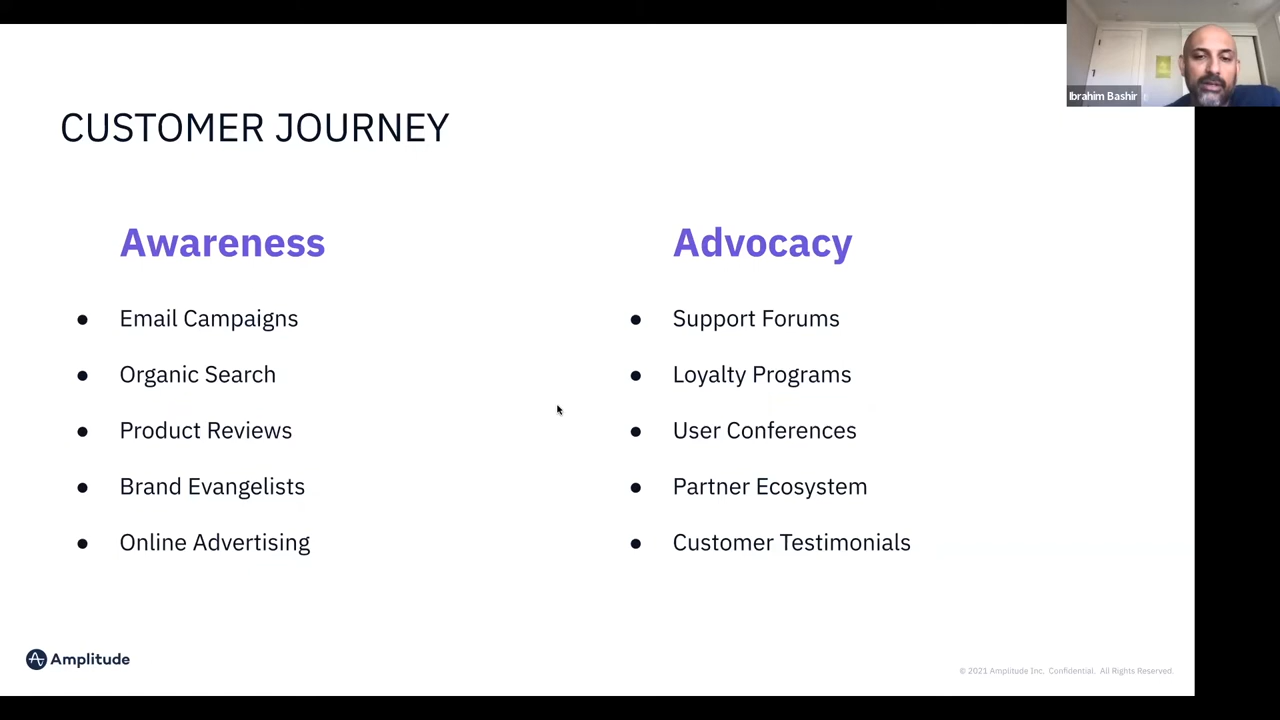 Ibrahim Bashir
CUSTOMER JOURNEY
Awareness
● Email Campaigns
● Organic Search
● Product Reviews
● Brand Evangelists
● Online Advertising
Advocacy
● Support Forums
● Loyalty Programs
● User Conferences
● Partner Ecosystem
● Customer Testimonials
Amplitude
© 2021 Amplitude Inc. Confidential. All Rights Reserved.